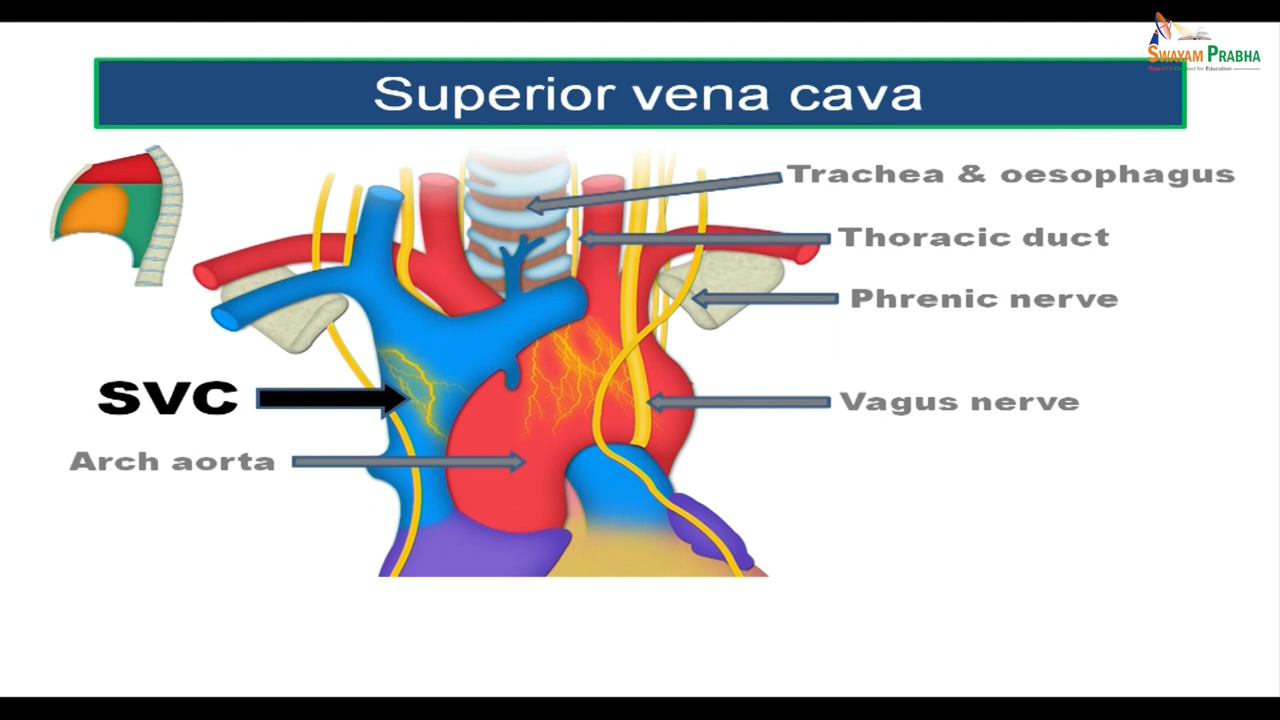 SWAYAM PRABHA
Superior vena cava
Trachea & oesophagus
Thoracic duct
Phrenic nerve
SVC
Vagus nerve
Arch aorta